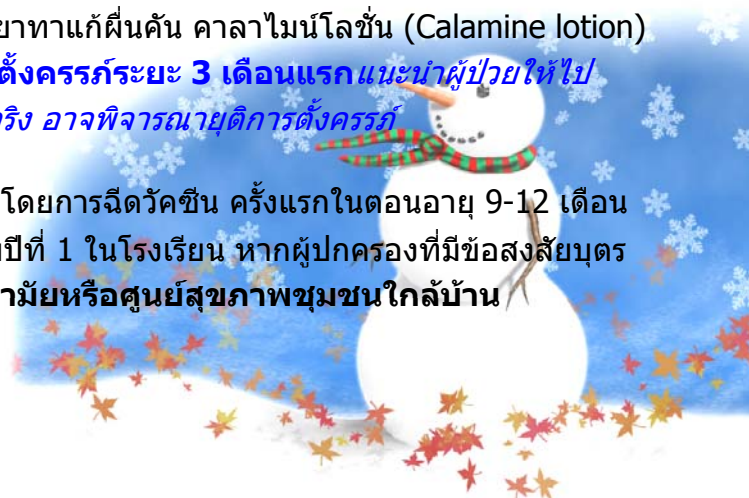 ยาทาแก้ผื่นคัน คาลาไมน์โลชั่น (Calamine lotion)
ตั้งครรภ์ระยะ 3 เดือนแรกแนะนำผู้ป่วยให้ไป
จริง อาจพิจารณายุติการตั้งครรภ์
โดยการฉีดวัคซีน ครั้งแรกในตอนอายุ 9-12 เดือน
ปีที่ 1 ในโรงเรียน หากผู้ปกครองที่มีข้อสงสัยบุตร
ามัยหรือศูนย์สุขภาพชุมชนใกล้บ้าน